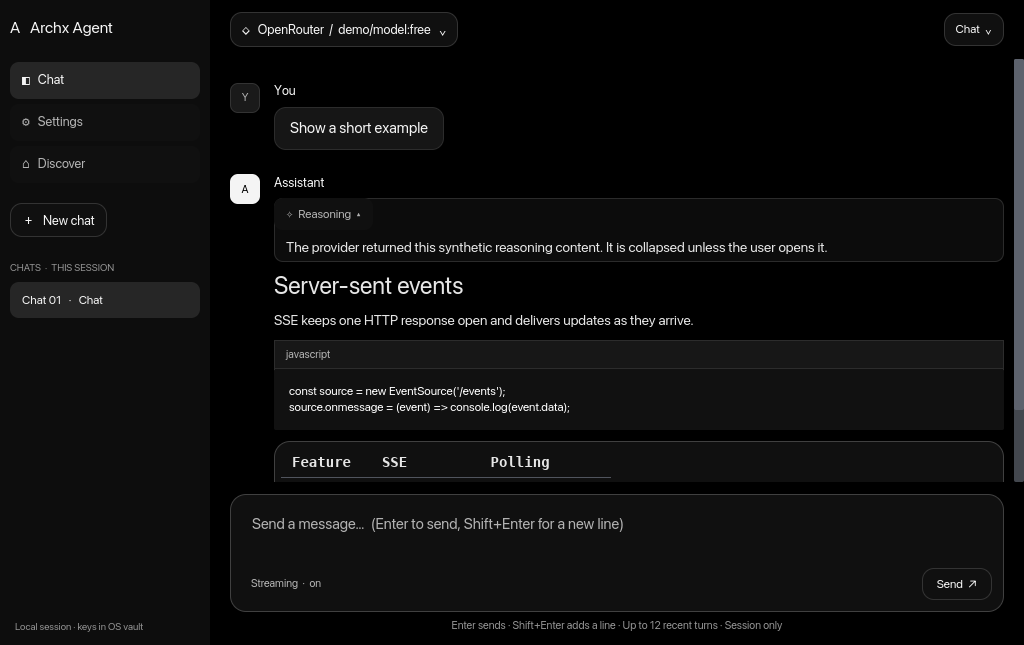 A Archx Agent
Chat
Settings
Discover
+ New chat
CHATS · THIS SESSION
Chat 01 · Chat
Local session · keys in OS vault
OpenRouter / demo/model:free
Chat
Y
You
Show a short example
A
Assistant
Reasoning
The provider returned this synthetic reasoning content. It is collapsed unless the user opens it.
Server-sent events
SSE keeps one HTTP response open and delivers updates as they arrive.
javascript
const source = new EventSource('/events');
source.onmessage = (event) => console.log(event.data);
Feature SSE Polling
Send a message... (Enter to send, Shift+Enter for a new line)
Streaming · on
Send ↗
Enter sends · Shift+Enter adds a line · Up to 12 recent turns · Session only